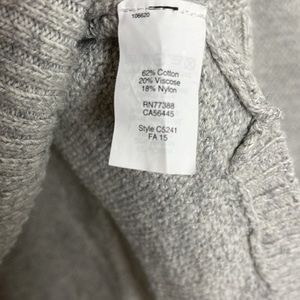 106620
62% Cotton
20% Viscose
18% Nylon
RN77388
CA56445
Style C5241
FA 15